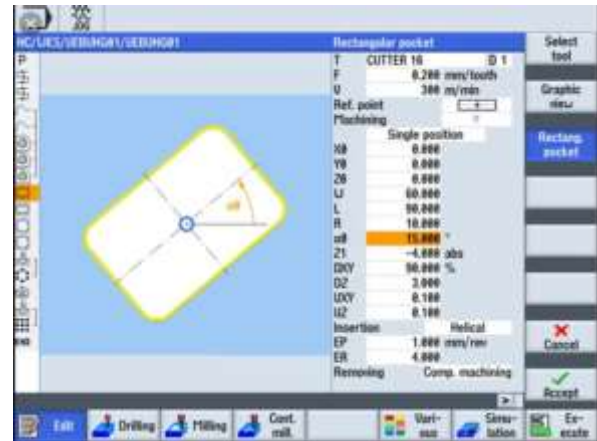 JOG
NC/WKS/UEBUNG01/UEBUNG01
Rectangular pocket
Select tool
P
T CUTTER 16 D 1
F 0.200 mm/tooth
V 300 m/min
Graphic view
Ref. point
Machining
Single position
Rectang. pocket
X0 0.000
Y0 0.000
Z0 0.000
W 60.000
L 90.000
R 10.000
α0 15.000 °
α0
Z1 -4.000 abs
DXY 90.000 %
DZ 3.000
UXY 0.100
UZ 0.100
Insertion Helical
EP 1.000 mm/rev
ER 4.000
Removing Comp. machining
END
Cancel
Accept
Edit
Drilling
Milling
Cont. mill.
Vari-ous
Simu-lation
Ex-ecute